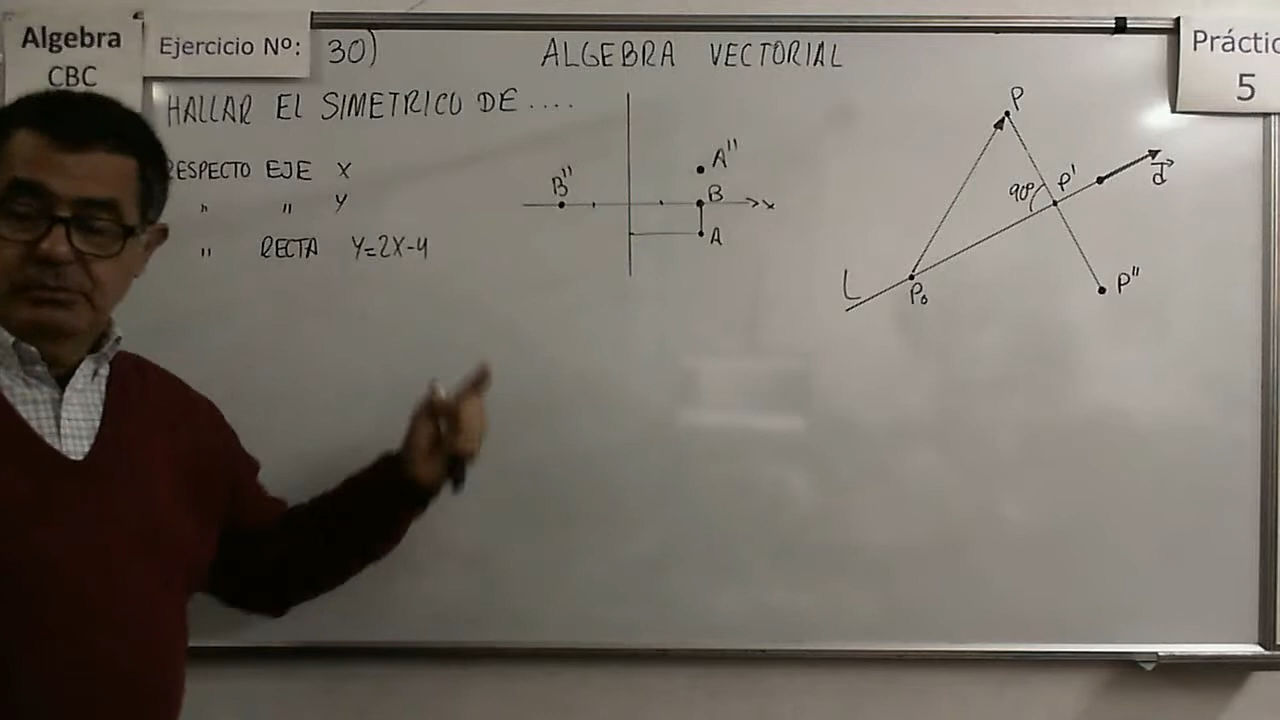 Algebra
CBC
Ejercicio Nº: 30)
ALGEBRA VECTORIAL
Práctic
5
HALLAR EL SIMETRICO DE ....
RESPECTO EJE X
" " Y
" RECTA Y=2X-4
B"
A"
B
x
A
P
90º
P'
d
L
P₀
P"